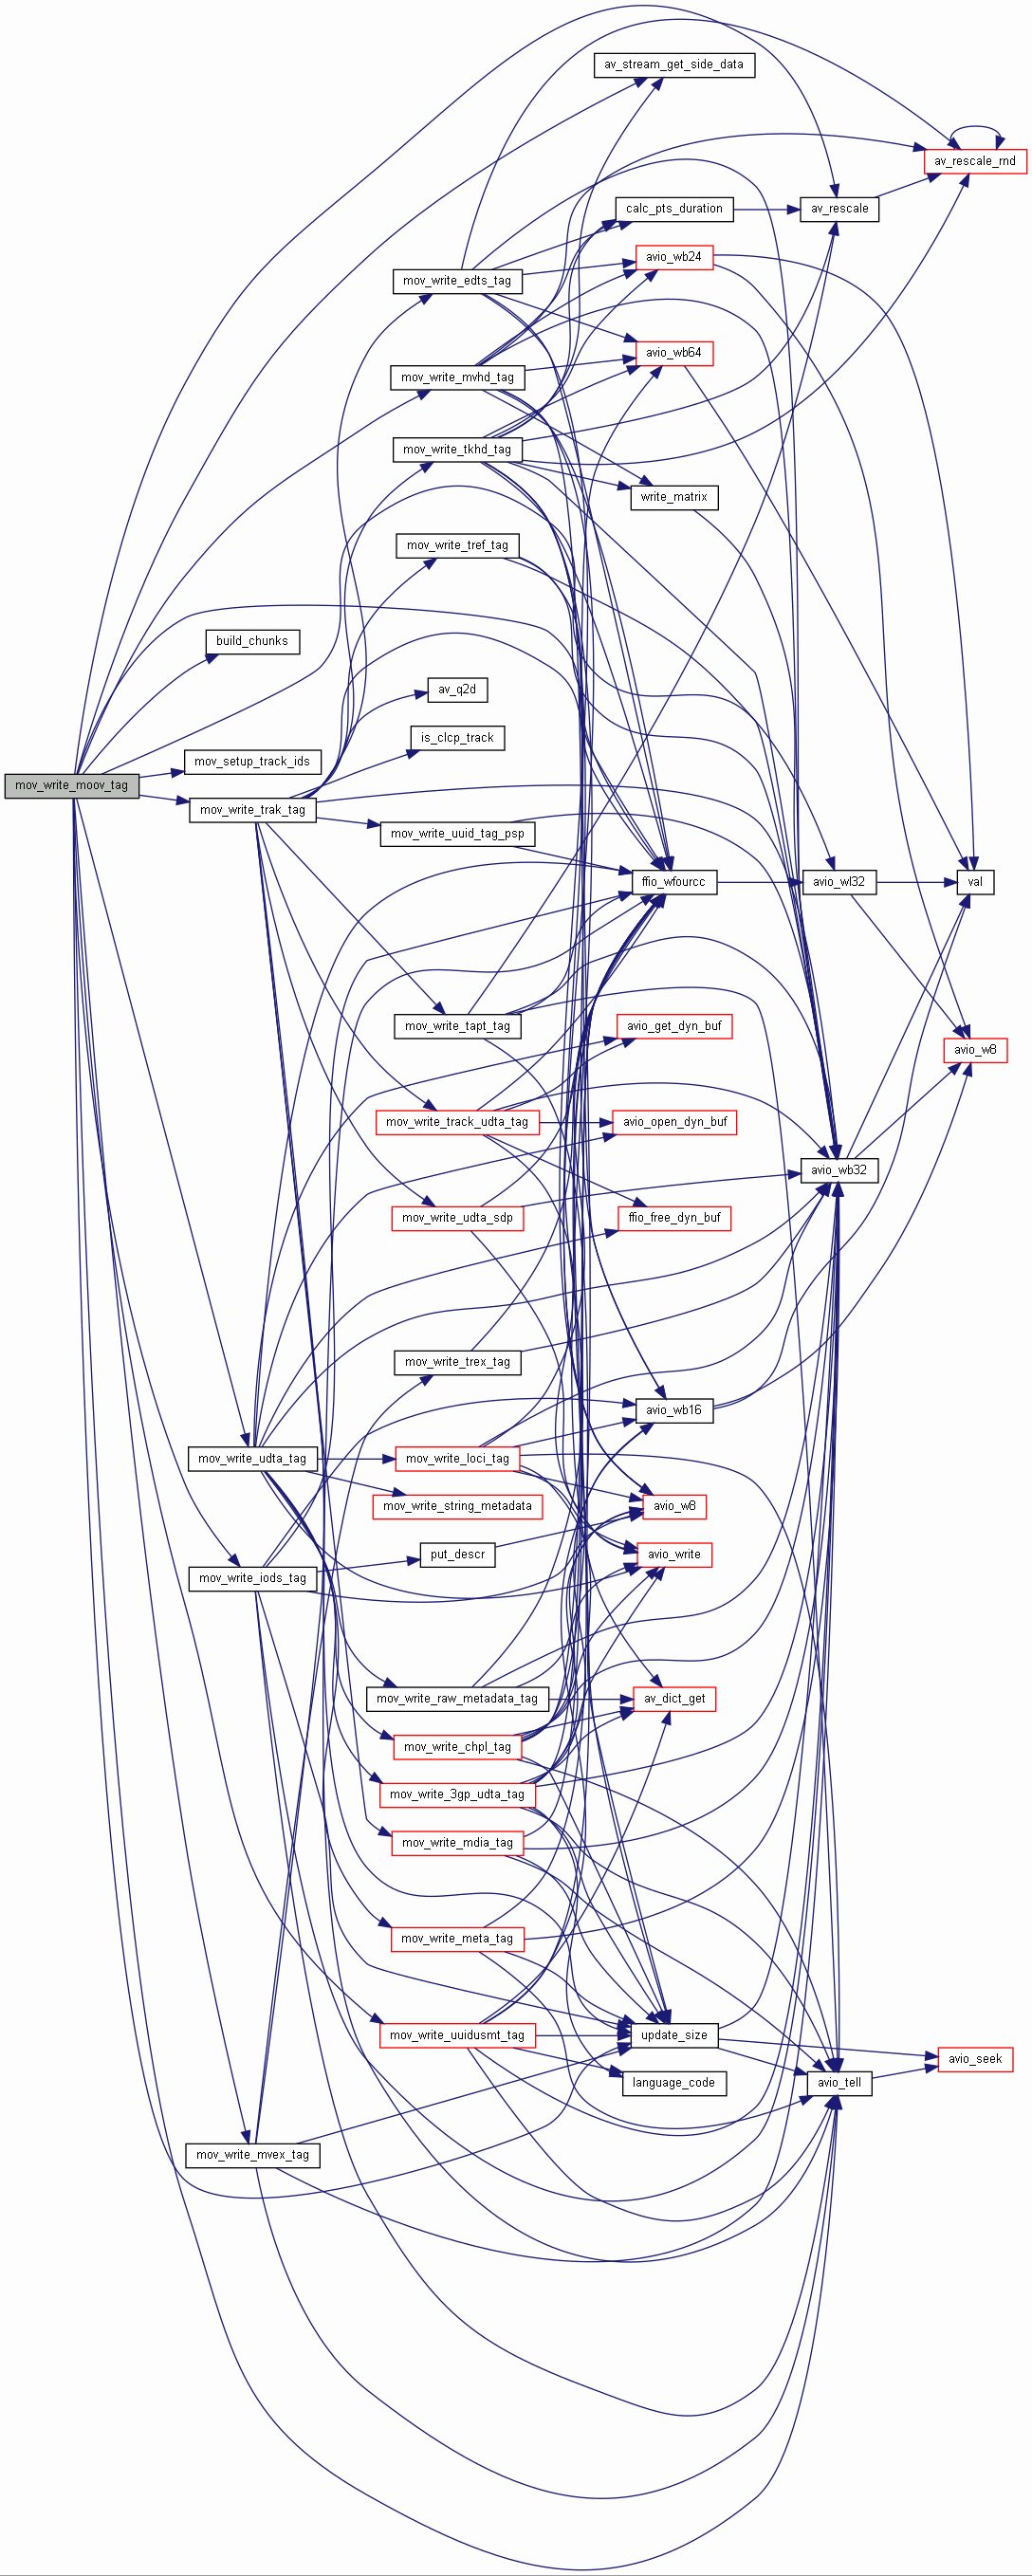 av_stream_get_side_data
av_rescale_rnd
calc_pts_duration
av_rescale
avio_wb24
mov_write_edts_tag
avio_wb64
mov_write_mvhd_tag
mov_write_tkhd_tag
write_matrix
mov_write_tref_tag
build_chunks
av_q2d
is_clcp_track
mov_setup_track_ids
mov_write_moov_tag
mov_write_trak_tag
mov_write_uuid_tag_psp
ffio_wfourcc
avio_wl32
val
mov_write_tapt_tag
avio_get_dyn_buf
avio_w8
mov_write_track_udta_tag
avio_open_dyn_buf
avio_wb32
mov_write_udta_sdp
ffio_free_dyn_buf
mov_write_trex_tag
avio_wb16
mov_write_udta_tag
mov_write_loci_tag
mov_write_string_metadata
avio_w8
put_descr
avio_write
mov_write_iods_tag
mov_write_raw_metadata_tag
av_dict_get
mov_write_chpl_tag
mov_write_3gp_udta_tag
mov_write_mdia_tag
mov_write_meta_tag
mov_write_uuidusmt_tag
update_size
avio_seek
language_code
avio_tell
mov_write_mvex_tag